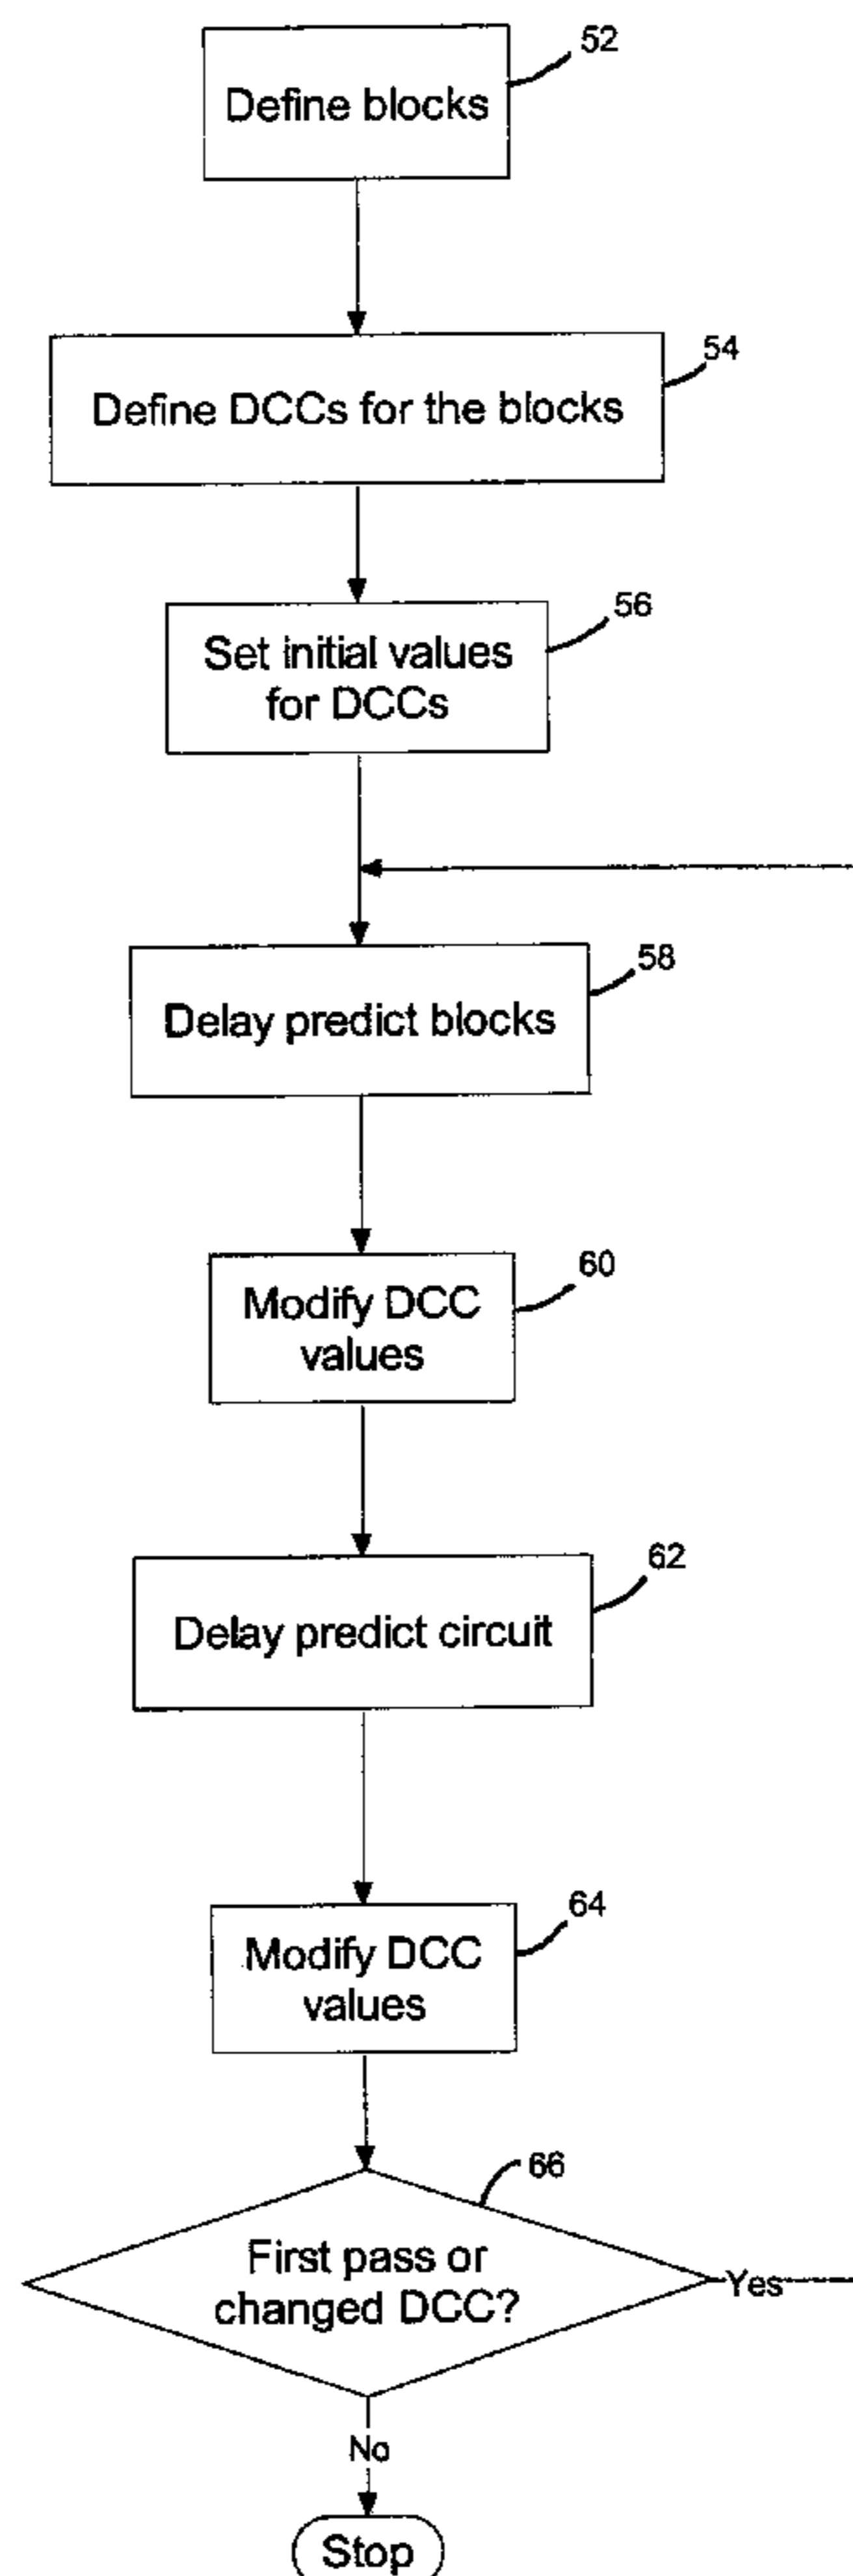 52
Define blocks
54
Define DCCs for the blocks
56
Set initial values
for DCCs
58
Delay predict blocks
60
Modify DCC
values
62
Delay predict circuit
64
Modify DCC
values
66
First pass or
changed DCC?
Yes
No
Stop